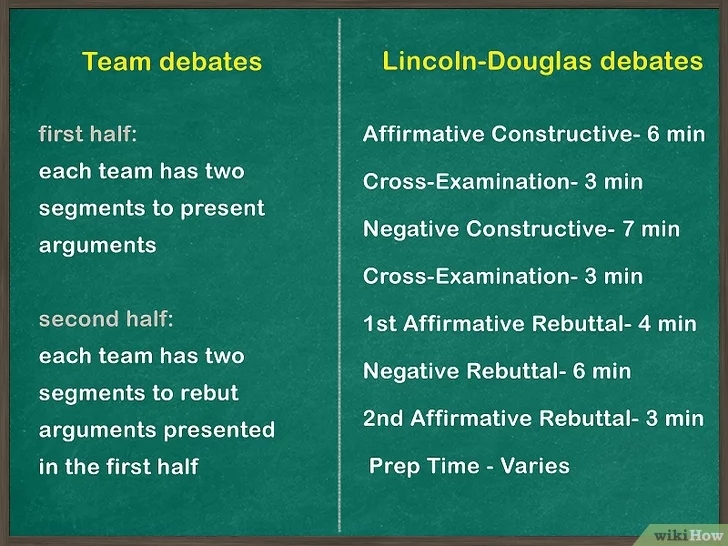 Team debates
first half:
each team has two
segments to present
arguments
second half:
each team has two
segments to rebut
arguments presented
in the first half
Lincoln-Douglas debates
Affirmative Constructive- 6 min
Cross-Examination- 3 min
Negative Constructive- 7 min
Cross-Examination- 3 min
1st Affirmative Rebuttal- 4 min
Negative Rebuttal- 6 min
2nd Affirmative Rebuttal- 3 min
Prep Time - Varies
wikiHow